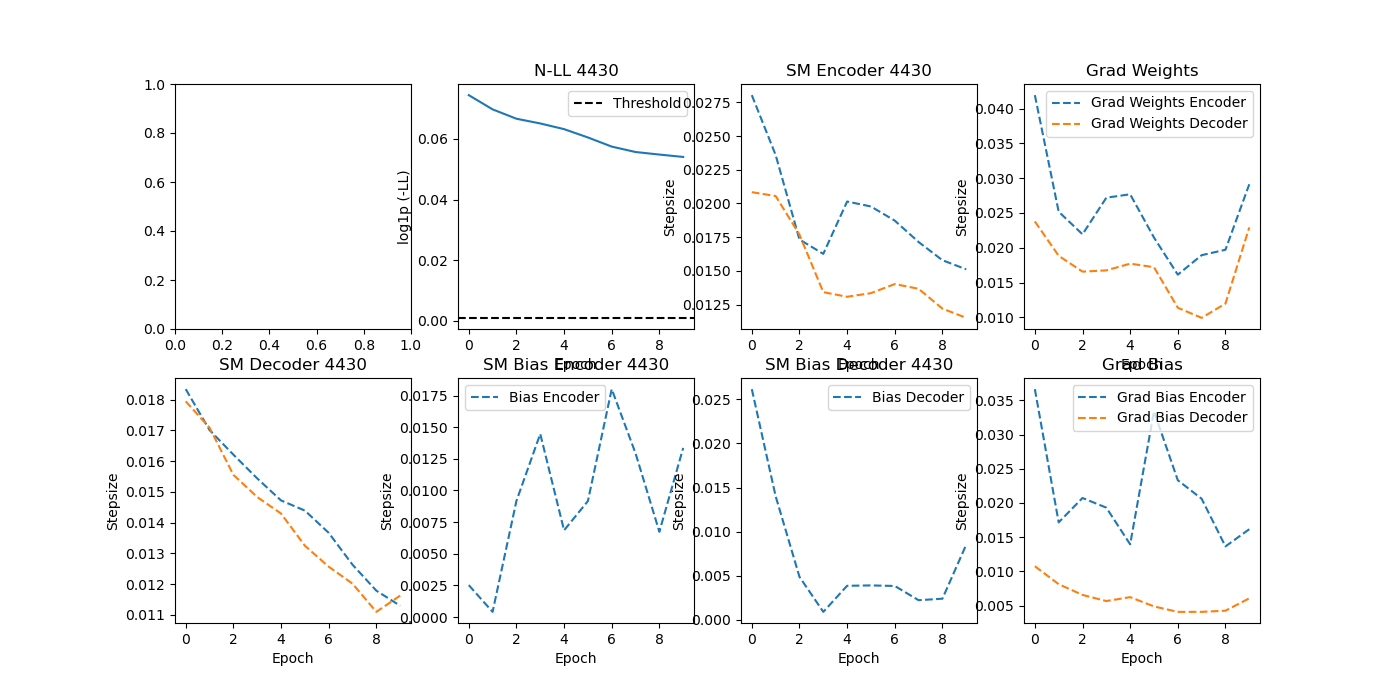 N-LL 4430
SM Encoder 4430
Grad Weights
1.0
0.8
0.6
0.4
0.2
0.0
0.0 0.2 0.4 0.6 0.8 1.0
log1p (-LL)
0.06
0.04
0.02
0.00
Threshold
0 2 4 6 8
Epoch
Stepsize
0.0275
0.0250
0.0225
0.0200
0.0175
0.0150
0.0125
0 2 4 6 8
Epoch
Stepsize
0.040
0.035
0.030
0.025
0.020
0.015
0.010
Grad Weights Encoder
Grad Weights Decoder
0 2 4 6 8
Epoch
SM Decoder 4430
SM Bias Encoder 4430
SM Bias Decoder 4430
Grad Bias
Stepsize
0.018
0.017
0.016
0.015
0.014
0.013
0.012
0.011
0 2 4 6 8
Epoch
Stepsize
0.0175
0.0150
0.0125
0.0100
0.0075
0.0050
0.0025
0.0000
Bias Encoder
0 2 4 6 8
Epoch
Stepsize
0.025
0.020
0.015
0.010
0.005
0.000
Bias Decoder
0 2 4 6 8
Epoch
Stepsize
0.035
0.030
0.025
0.020
0.015
0.010
0.005
Grad Bias Encoder
Grad Bias Decoder
0 2 4 6 8
Epoch